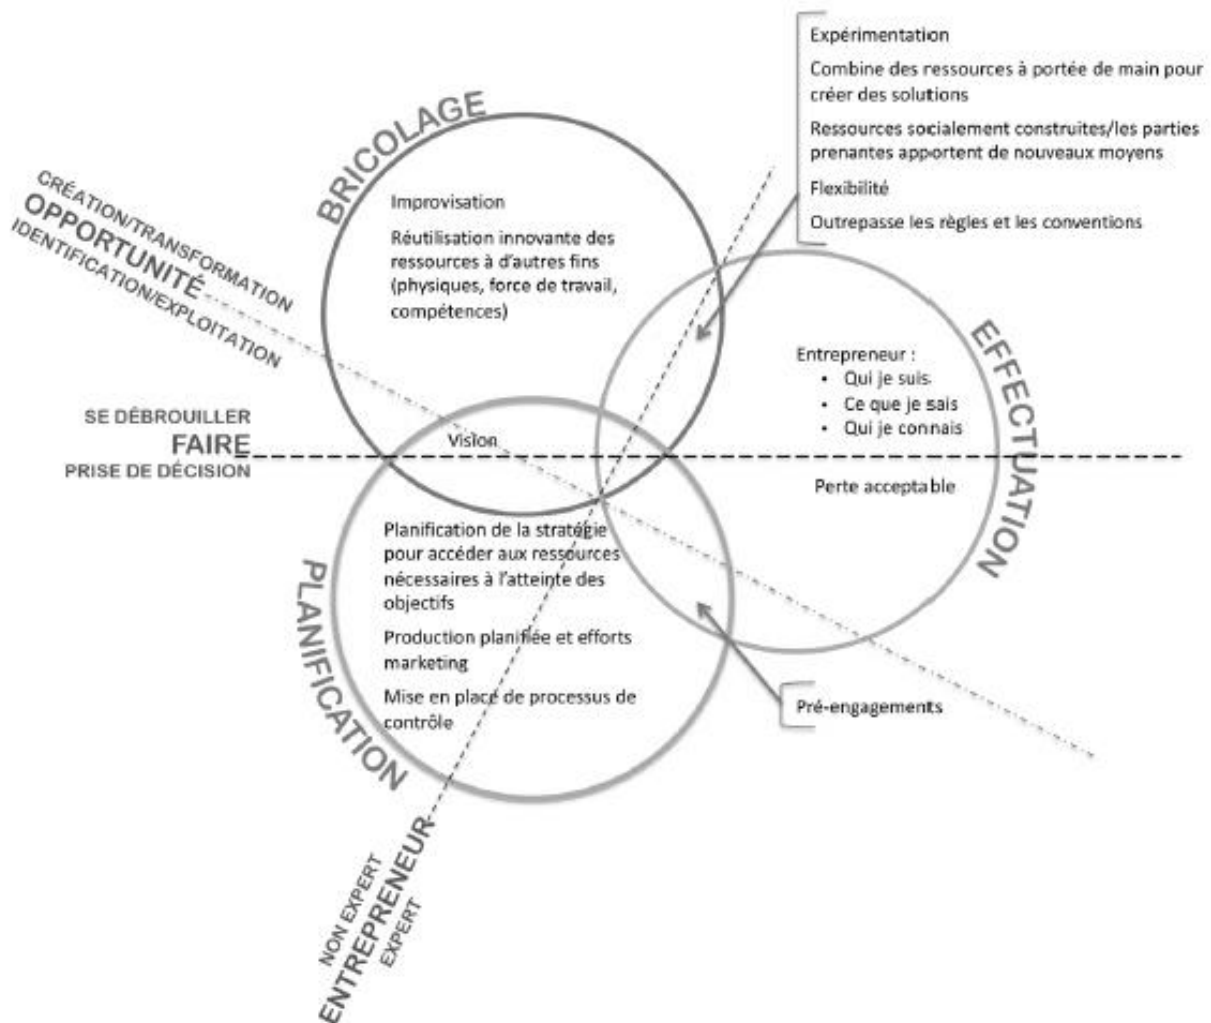 Expérimentation
Combine des ressources à portée de main pour
créer des solutions
Ressources socialement construites/les parties
prenantes apportent de nouveaux moyens
Flexibilité
Outrepasse les règles et les conventions
BRICOLAGE
Improvisation
Réutilisation innovante des
ressources à d'autres fins
(physiques, force de travail,
compétences)
CRÉATION/TRANSFORMATION
OPPORTUNITÉ
IDENTIFICATION/EXPLOITATION
EFFECTUATION
Entrepreneur :
• Qui je suis
• Ce que je sais
• Qui je connais
SE DÉBROUILLER
FAIRE
PRISE DE DÉCISION
Vision
Perte acceptable
PLANIFICATION
Planification de la stratégie
pour accéder aux ressources
nécessaires à l'atteinte des
objectifs
Production planifiée et efforts
marketing
Mise en place de processus de
contrôle
Pré-engagements
NON EXPERT
ENTREPRENEUR
EXPERT